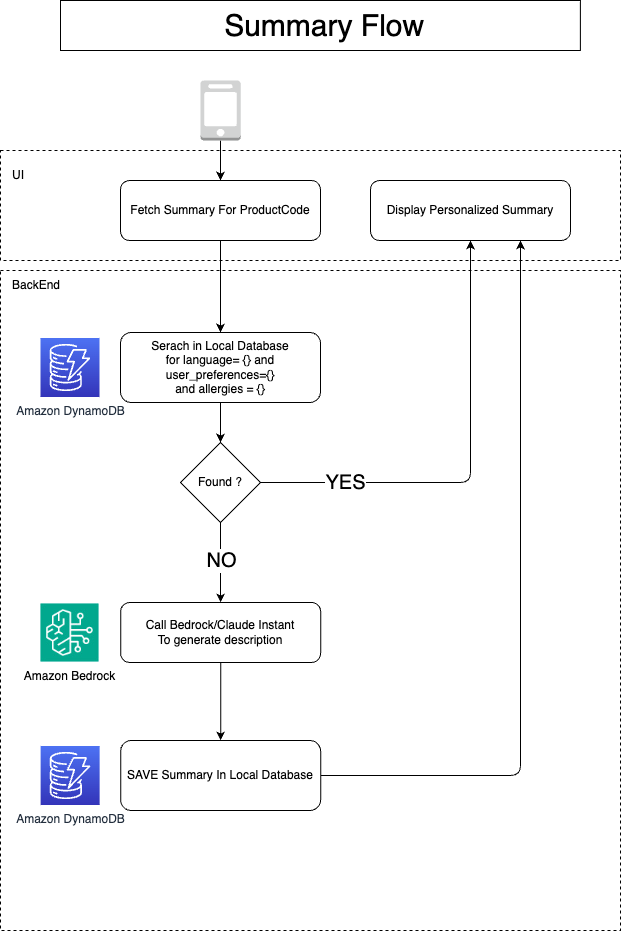 Summary Flow
UI
Fetch Summary For ProductCode
Display Personalized Summary
BackEnd
Serach in Local Database
for language= {} and
user_preferences={}
and allergies = {}
Amazon DynamoDB
Found ?
YES
NO
Call Bedrock/Claude Instant
To generate description
Amazon Bedrock
SAVE Summary In Local Database
Amazon DynamoDB